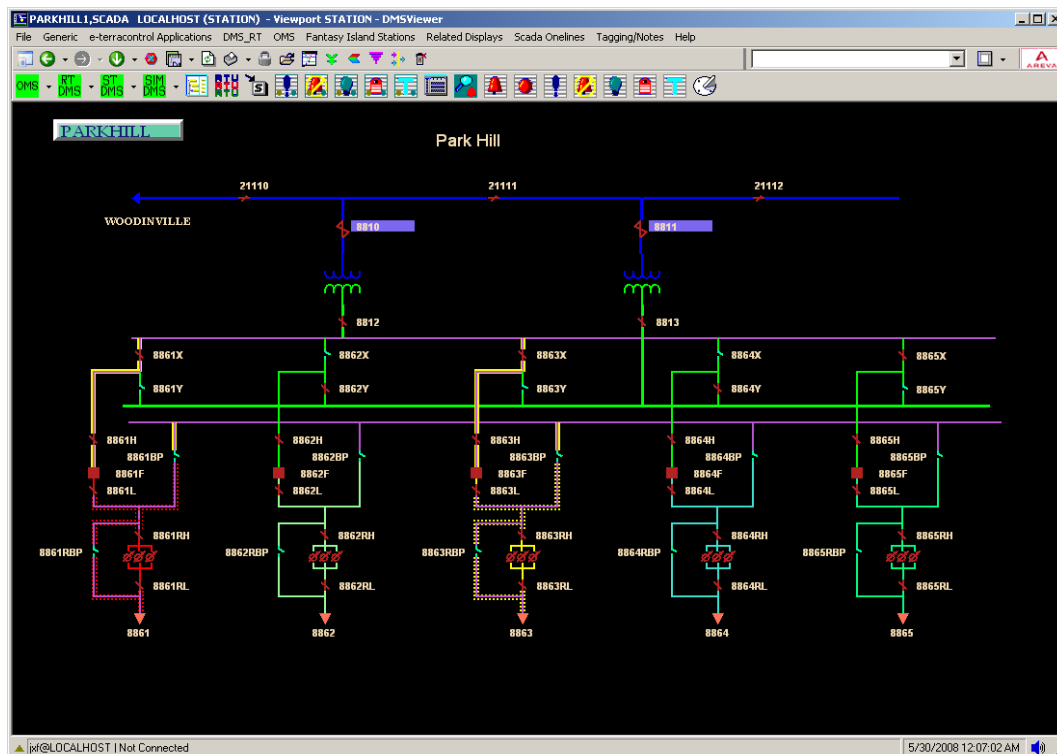 PARKHILL1,SCADA LOCALHOST (STATION) - Viewport STATION - DMSViewer
File Generic e-terracontrol Applications DMS_RT OMS Fantasy Island Stations Related Displays Scada Onelines Tagging/Notes Help
A
AREVA
OMS RT DMS ST DMS SIM DMS
PARKHILL
Park Hill
21110 21111 21112
WOODINVILLE
8810 8811
8812 8813
8861X 8862X 8863X 8864X 8865X
8861Y 8862Y 8863Y 8864Y 8865Y
8861H 8862H 8863H 8864H 8865H
8861BP 8862BP 8863BP 8864BP 8865BP
8861F 8862F 8863F 8864F 8865F
8861L 8862L 8863L 8864L 8865L
8861RH 8862RH 8863RH 8864RH 8865RH
8861RBP 8862RBP 8863RBP 8864RBP 8865RBP
8861RL 8862RL 8863RL 8864RL 8865RL
8861 8862 8863 8864 8865
jxf@LOCALHOST | Not Connected 5/30/2008 12:07:02 AM